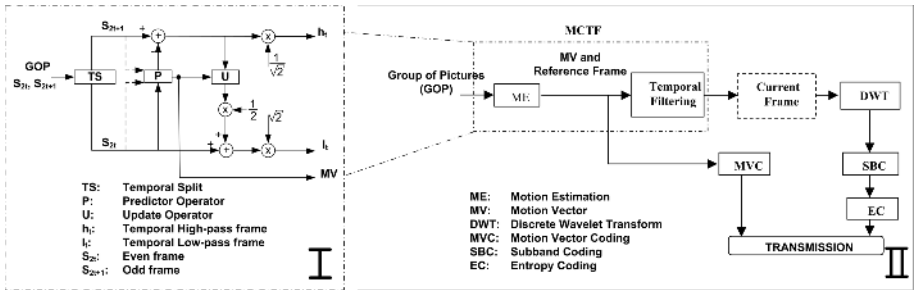 S2t+1
+
+
-
x
1
√2
ht
GOP
S2t, S2t+1
TS
P
U
x
1
2
√2
S2t
+
+
+
x
lt
MV
TS: Temporal Split
P: Predictor Operator
U: Update Operator
ht: Temporal High-pass frame
lt: Temporal Low-pass frame
S2t: Even frame
S2t+1: Odd frame
I
MCTF
Group of Pictures
(GOP)
ME
MV and
Reference Frame
Temporal
Filtering
Current
Frame
DWT
MVC
SBC
EC
TRANSMISSION
ME: Motion Estimation
MV: Motion Vector
DWT: Discrete Wavelet Transform
MVC: Motion Vector Coding
SBC: Subband Coding
EC: Entropy Coding
II